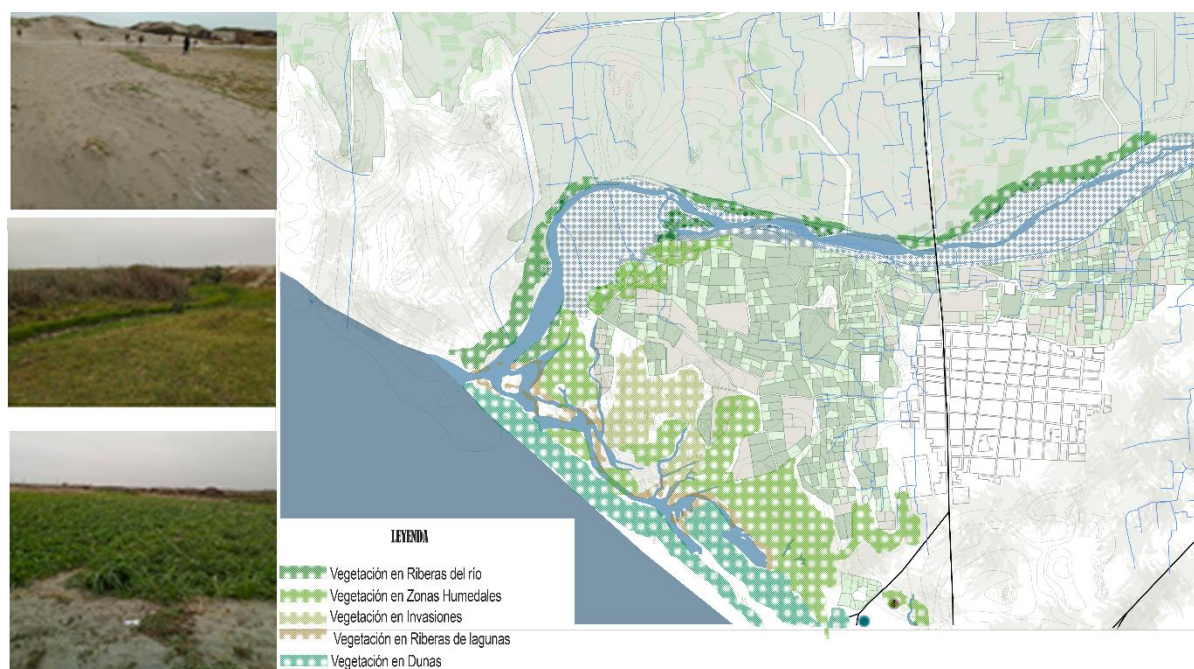 LEYENDA
Vegetación en Riberas del río
Vegetación en Zonas Humedales
Vegetación en Invasiones
Vegetación en Riberas de lagunas
Vegetación en Dunas